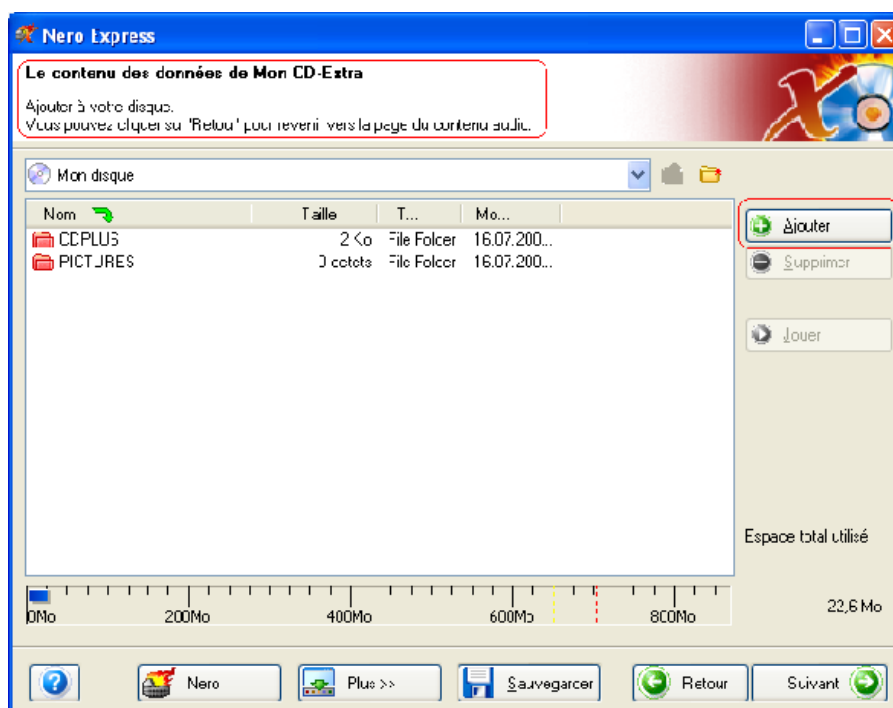 Nero Express
Le contenu des données de Mon CD-Extra
Ajouter à votre disque.
Vous pouvez cliquer sur "Retour" pour revenir vers la page du contenu audio.
Mon disque
Nom Taille T... Mo...
CDPLUS 2 Ko File Folder 16.07.200...
PICTURES 0 octets File Folder 16.07.200...
Ajouter
Supprimer
Jouer
Espace total utilisé
0Mo 200Mo 400Mo 600Mo 800Mo
22,6 Mo
Nero Plus >> Sauvegarder Retour Suivant